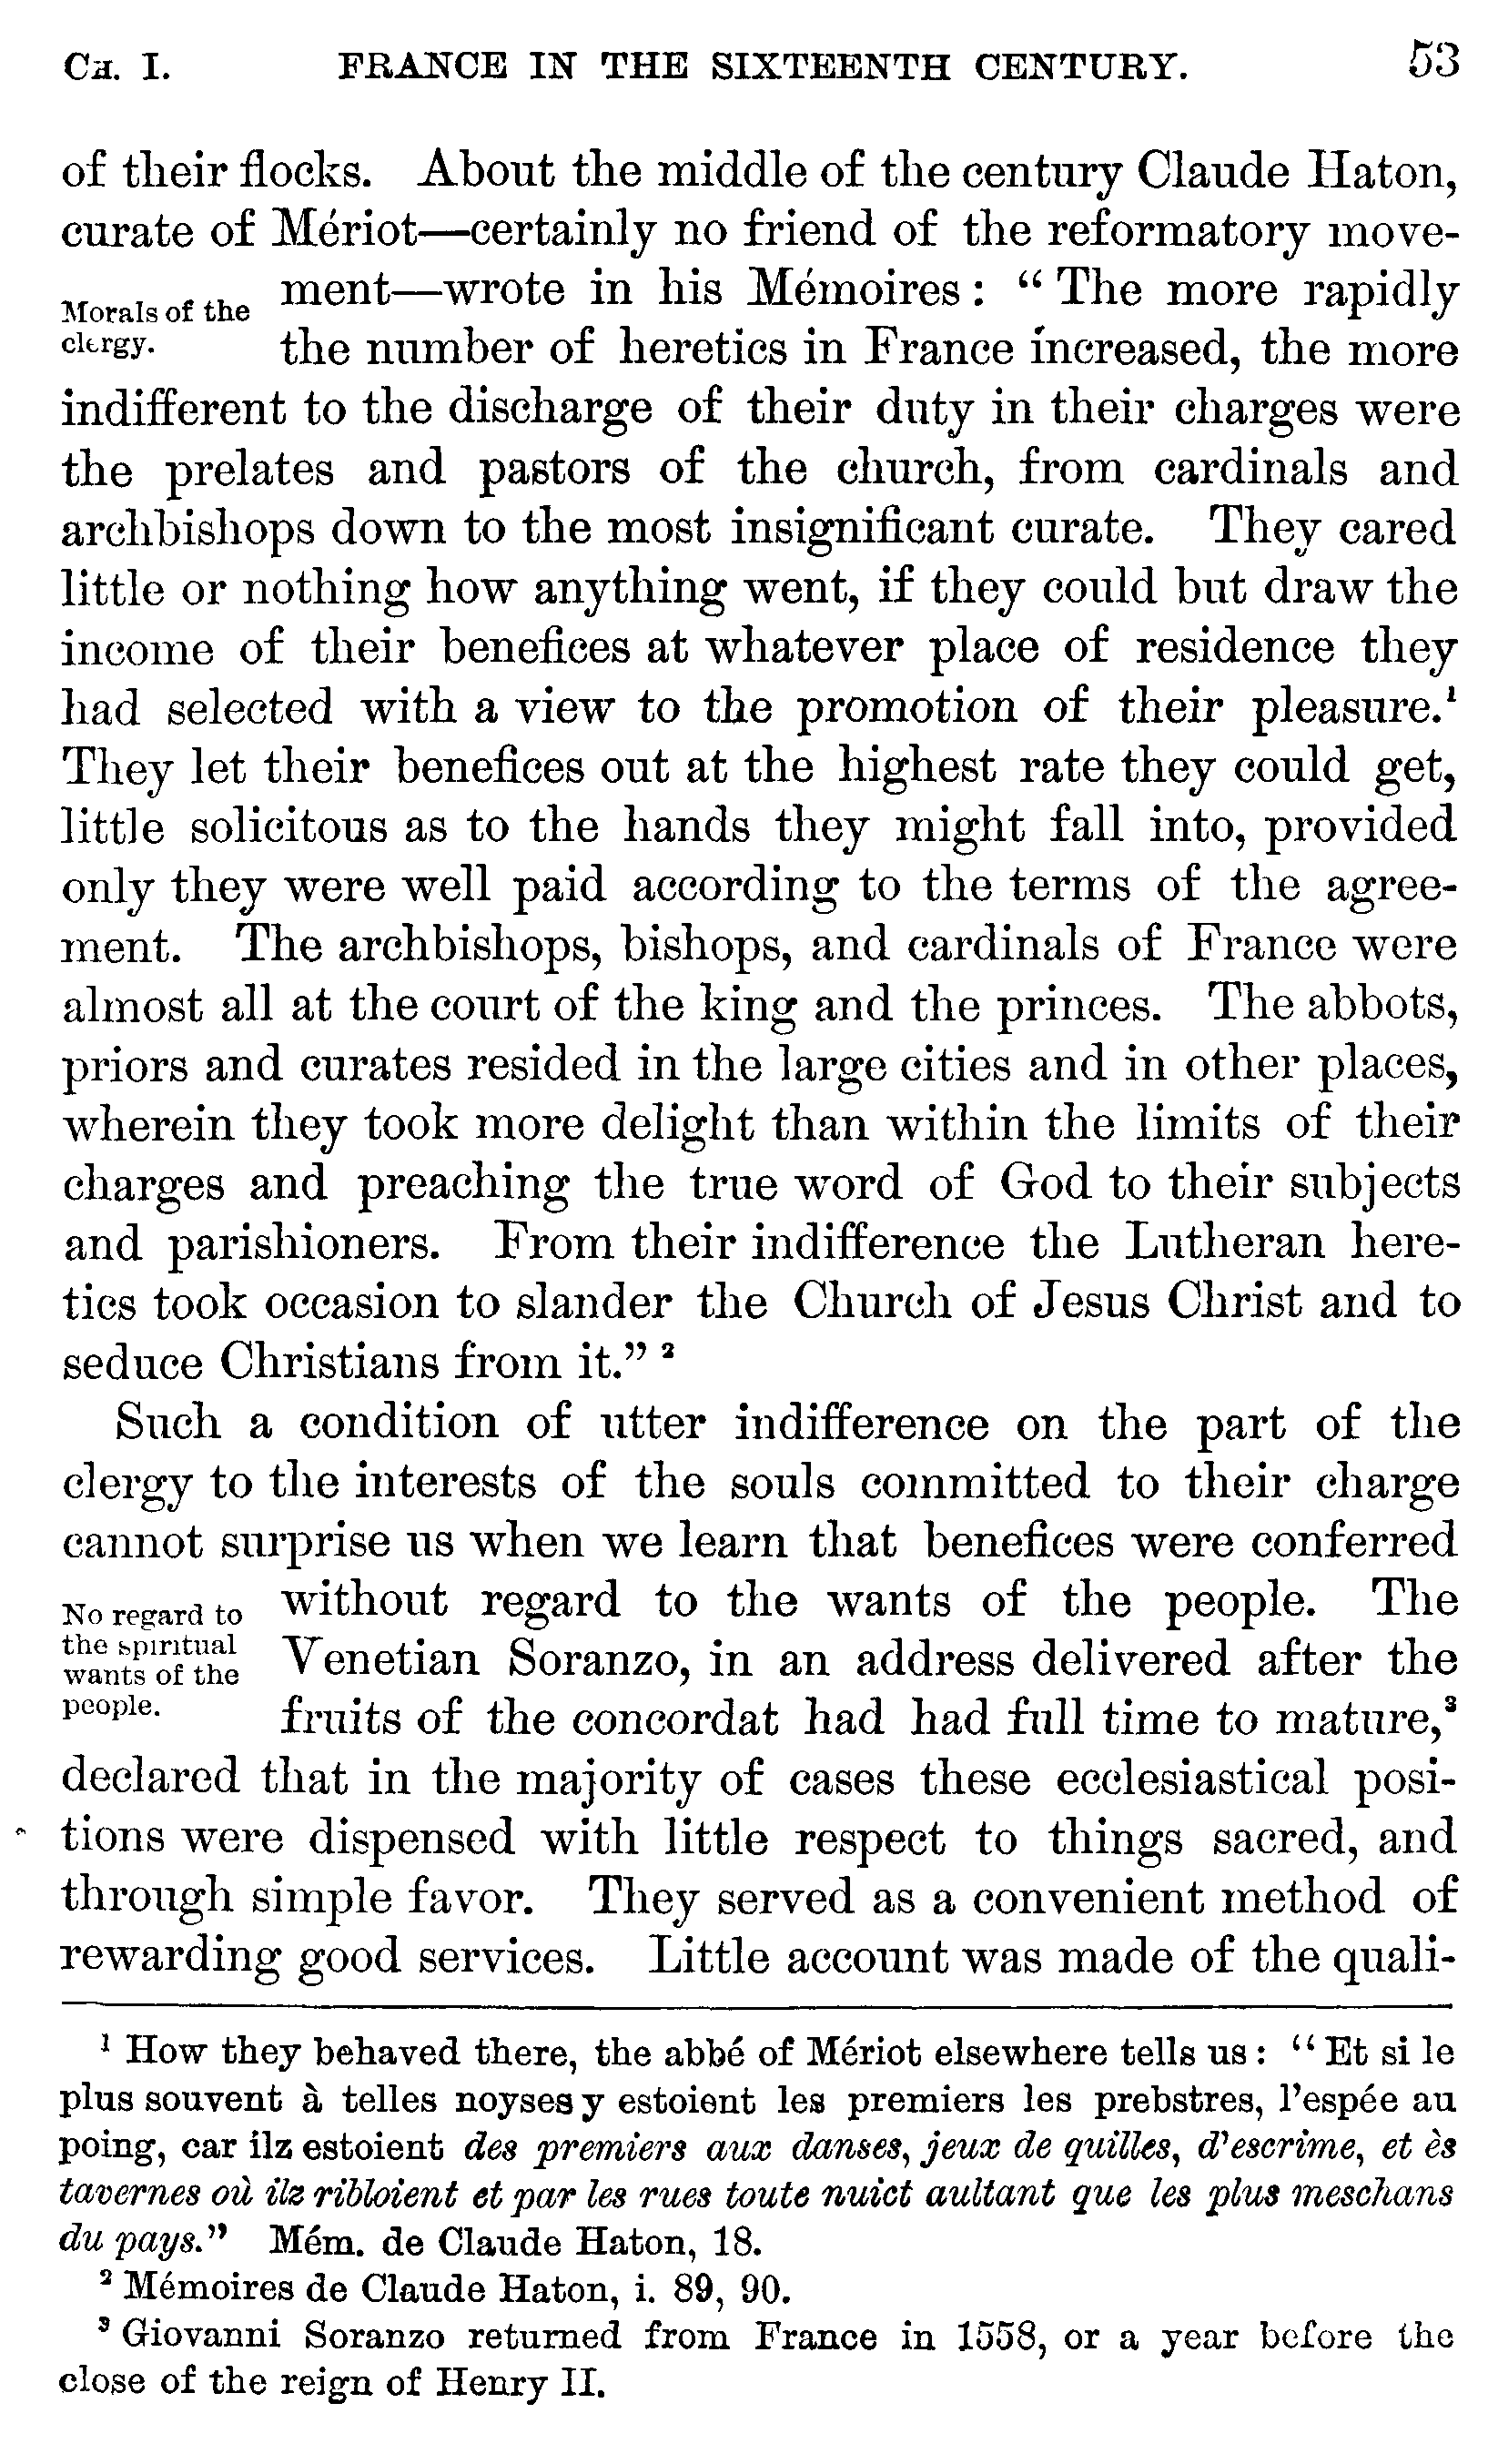 CH. I. FRANCE IN THE SIXTEENTH CENTURY. 53
of their flocks. About the middle of the century Claude Haton,
curate of Mériot—certainly no friend of the reformatory move-
Morals of the
clergy.
ment—wrote in his Mémoires: “The more rapidly
the number of heretics in France increased, the more
indifferent to the discharge of their duty in their charges were
the prelates and pastors of the church, from cardinals and
archbishops down to the most insignificant curate. They cared
little or nothing how anything went, if they could but draw the
income of their benefices at whatever place of residence they
had selected with a view to the promotion of their pleasure.¹
They let their benefices out at the highest rate they could get,
little solicitous as to the hands they might fall into, provided
only they were well paid according to the terms of the agree-
ment. The archbishops, bishops, and cardinals of France were
almost all at the court of the king and the princes. The abbots,
priors and curates resided in the large cities and in other places,
wherein they took more delight than within the limits of their
charges and preaching the true word of God to their subjects
and parishioners. From their indifference the Lutheran here-
tics took occasion to slander the Church of Jesus Christ and to
seduce Christians from it.” ²
Such a condition of utter indifference on the part of the
clergy to the interests of the souls committed to their charge
cannot surprise us when we learn that benefices were conferred
No regard to
the spiritual
wants of the
people.
without regard to the wants of the people. The
Venetian Soranzo, in an address delivered after the
fruits of the concordat had had full time to mature,³
declared that in the majority of cases these ecclesiastical posi-
tions were dispensed with little respect to things sacred, and
through simple favor. They served as a convenient method of
rewarding good services. Little account was made of the quali-
¹ How they behaved there, the abbé of Mériot elsewhere tells us: “Et si le
plus souvent à telles noyses y estoient les premiers les prebstres, l’espée au
poing, car ilz estoient des premiers aux danses, jeux de quilles, d’escrime, et ès
tavernes où ilz ribloient et par les rues toute nuict aultant que les plus meschans
du pays.” Mém. de Claude Haton, 18.
² Mémoires de Claude Haton, i. 89, 90.
³ Giovanni Soranzo returned from France in 1558, or a year before the
close of the reign of Henry II.